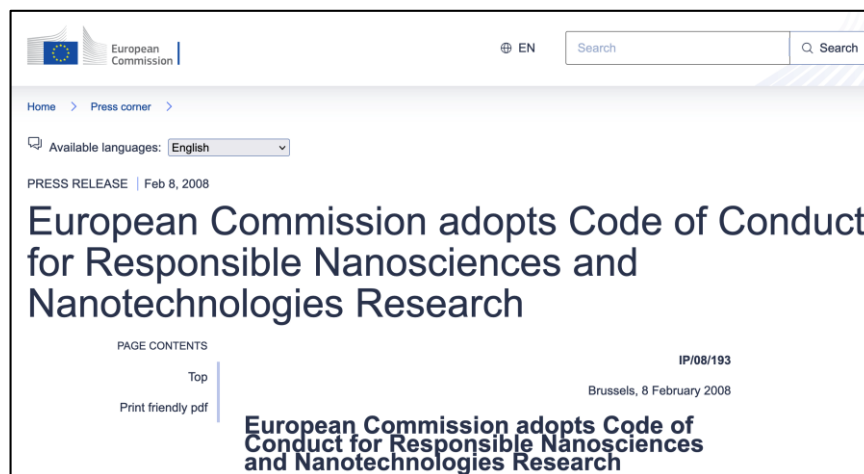 European
Commission
EN
Search
Search
Home > Press corner >
Available languages: English
PRESS RELEASE | Feb 8, 2008
European Commission adopts Code of Conduct
for Responsible Nanosciences and
Nanotechnologies Research
PAGE CONTENTS
Top
Print friendly pdf
IP/08/193
Brussels, 8 February 2008
European Commission adopts Code of
Conduct for Responsible Nanosciences
and Nanotechnologies Research